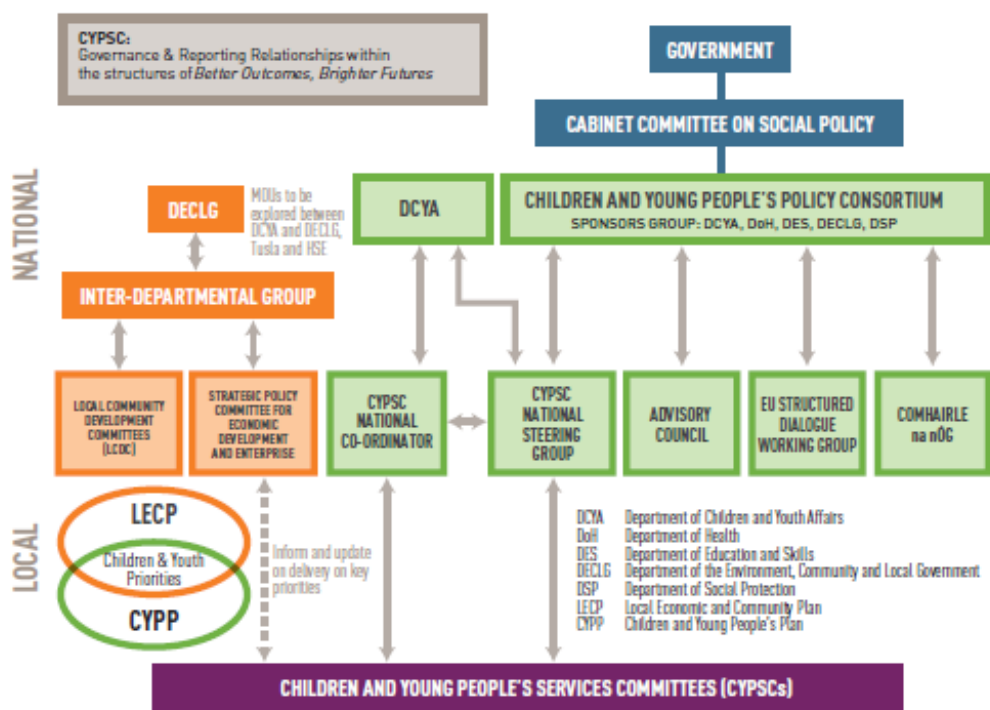 CYPSC:
Governance & Reporting Relationships within
the structures of Better Outcomes, Brighter Futures
GOVERNMENT
CABINET COMMITTEE ON SOCIAL POLICY
NATIONAL
DECLG
MOUs to be
explored between
DCYA and DECLG,
Tusla and HSE
DCYA
CHILDREN AND YOUNG PEOPLE'S POLICY CONSORTIUM
SPONSORS GROUP: DCYA, DoH, DES, DECLG, DSP
INTER-DEPARTMENTAL GROUP
LOCAL COMMUNITY
DEVELOPMENT
COMMITTEES
(LCDC)
STRATEGIC POLICY
COMMITTEE FOR
ECONOMIC
DEVELOPMENT
AND ENTERPRISE
CYPSC
NATIONAL
CO-ORDINATOR
CYPSC
NATIONAL
STEERING
GROUP
ADVISORY
COUNCIL
EU STRUCTURED
DIALOGUE
WORKING GROUP
COMHAIRLE
na nÓG
LOCAL
LECP
Children & Youth
Priorities
CYPP
Inform and update
on delivery on key
priorities
DCYA Department of Children and Youth Affairs
DoH Department of Health
DES Department of Education and Skills
DECLG Department of the Environment, Community and Local Government
DSP Department of Social Protection
LECP Local Economic and Community Plan
CYPP Children and Young People's Plan
CHILDREN AND YOUNG PEOPLE'S SERVICES COMMITTEES (CYPSCs)